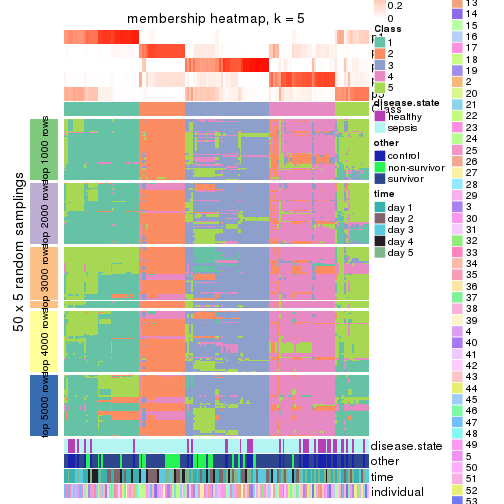 membership heatmap, k = 5
50 x 5 random samplings
top 1000 rows
top 2000 rows
top 3000 rows
top 4000 rows
top 5000 rows
disease.state
other
time
individual
0.2
0
Class
1
2
3
4
5
disease.state
healthy
sepsis
other
control
non-survivor
survivor
time
day 1
day 2
day 3
day 4
day 5
13
14
15
16
17
18
19
2
20
21
22
23
24
25
26
27
28
29
3
30
31
32
33
34
35
36
37
38
39
4
40
41
42
43
44
45
46
47
48
49
5
50
51
52